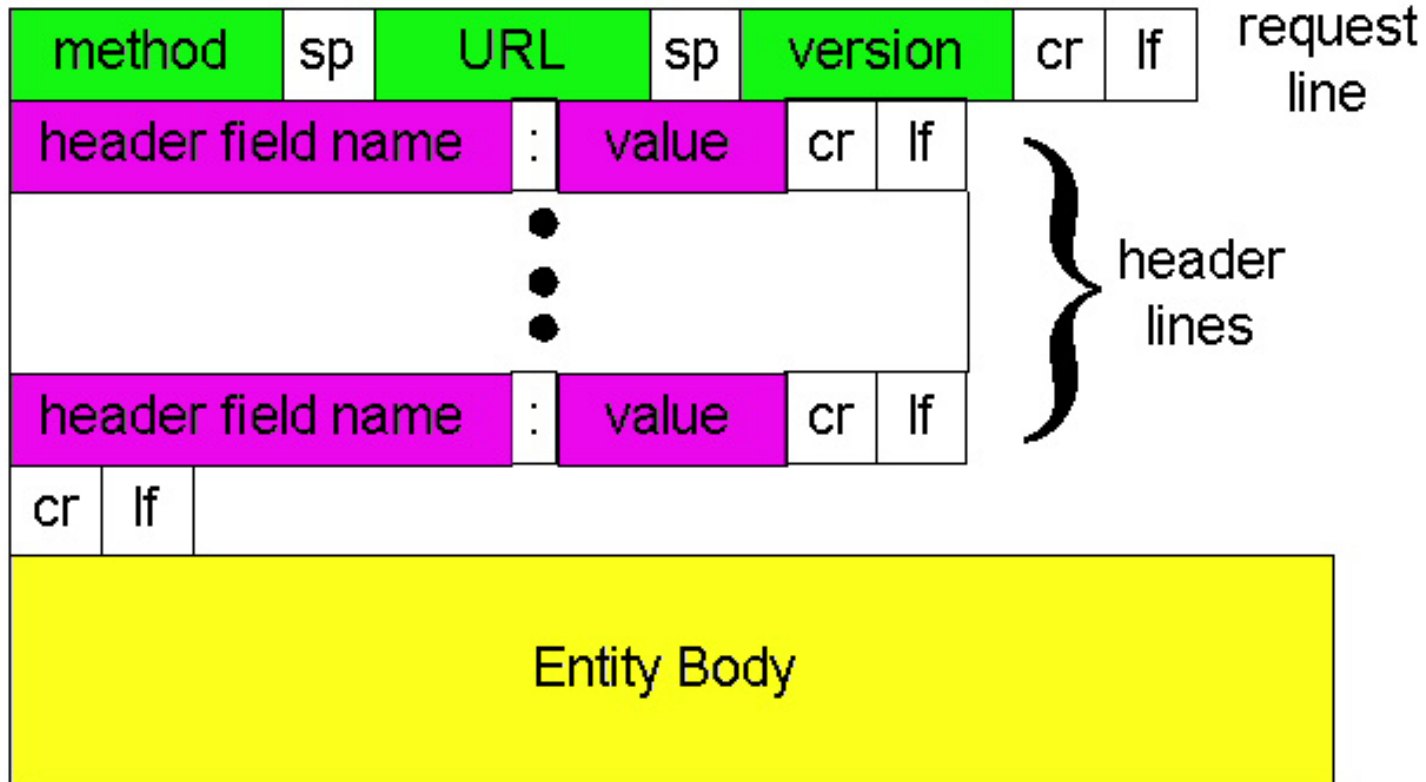 method sp URL sp version cr lf request line
header field name : value cr lf
header lines
header field name : value cr lf
cr lf
Entity Body